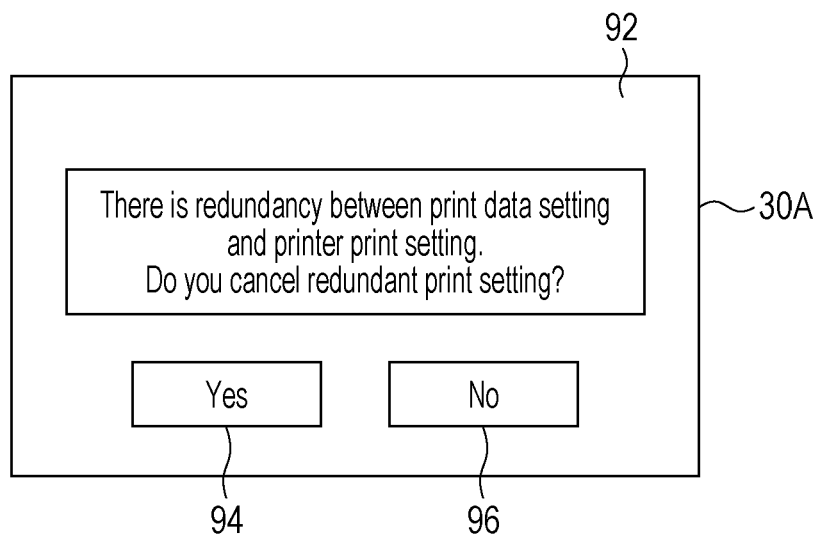 92
There is redundancy between print data setting
and printer print setting.
Do you cancel redundant print setting?
30A
Yes
No
94
96